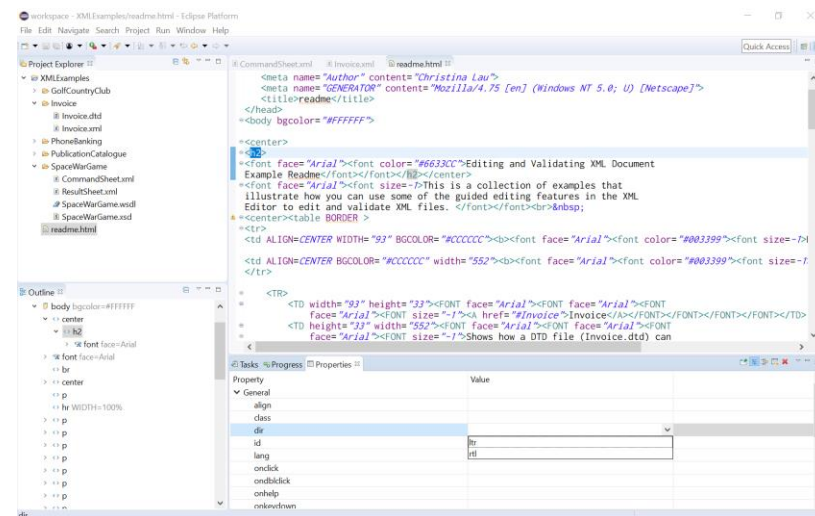 workspace - XMLExamples/readme.html - Eclipse Platform
File Edit Navigate Search Project Run Window Help
Quick Access
Project Explorer
XMLExamples
GolfCountryClub
Invoice
Invoice.dtd
Invoice.xml
PhoneBanking
PublicationCatalogue
SpaceWarGame
CommandSheet.xml
ResultSheet.xml
SpaceWarGame.wsdl
SpaceWarGame.xsd
readme.html
CommandSheet.xml Invoice.xml readme.html
<meta name="Author" content="Christina Lau">
<meta name="GENERATOR" content="Mozilla/4.75 [en] (Windows NT 5.0; U) [Netscape]">
<title>readme</title>
</head>
<body bgcolor="#FFFFFF">
<center>
<h2>
<font face="Arial"><font color="#6633CC">Editing and Validating XML Document
Example Readme</font></font></h2></center>
<font face="Arial"><font size=-1>This is a collection of examples that
illustrate how you can use some of the guided editing features in the XML
Editor to edit and validate XML files. </font></font><br>&nbsp;
<center><table BORDER >
<tr>
<td ALIGN=CENTER WIDTH="93" BGCOLOR="#CCCCCC"><b><font face="Arial"><font color="#003399"><font size=-1>
<td ALIGN=CENTER BGCOLOR="#CCCCCC" width="552"><b><font face="Arial"><font color="#003399"><font size=-1
</tr>
<TR>
<TD width="93" height="33"><FONT face="Arial"><FONT face="Arial"><FONT
face="Arial"><FONT size="-1"><A href="#Invoice">Invoice</A></FONT></FONT></FONT></FONT></TD>
<TD height="33" width="552"><FONT face="Arial"><FONT face="Arial"><FONT
face="Arial"><FONT size="-1">Shows how a DTD file (Invoice.dtd) can
Outline
body bgcolor=#FFFFFF
center
h2
font face=Arial
font face=Arial
br
center
p
hr WIDTH=100%
p
p
p
p
p
p
Tasks Progress Properties
Property Value
General
align
class
dir
id ltr
lang rtl
onclick
ondblclick
onhelp
onkeydown
dir